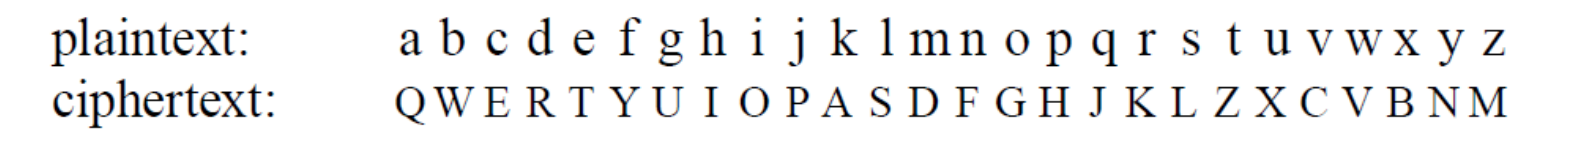 plaintext: a b c d e f g h i j k l m n o p q r s t u v w x y z
ciphertext: Q W E R T Y U I O P A S D F G H J K L Z X C V B N M